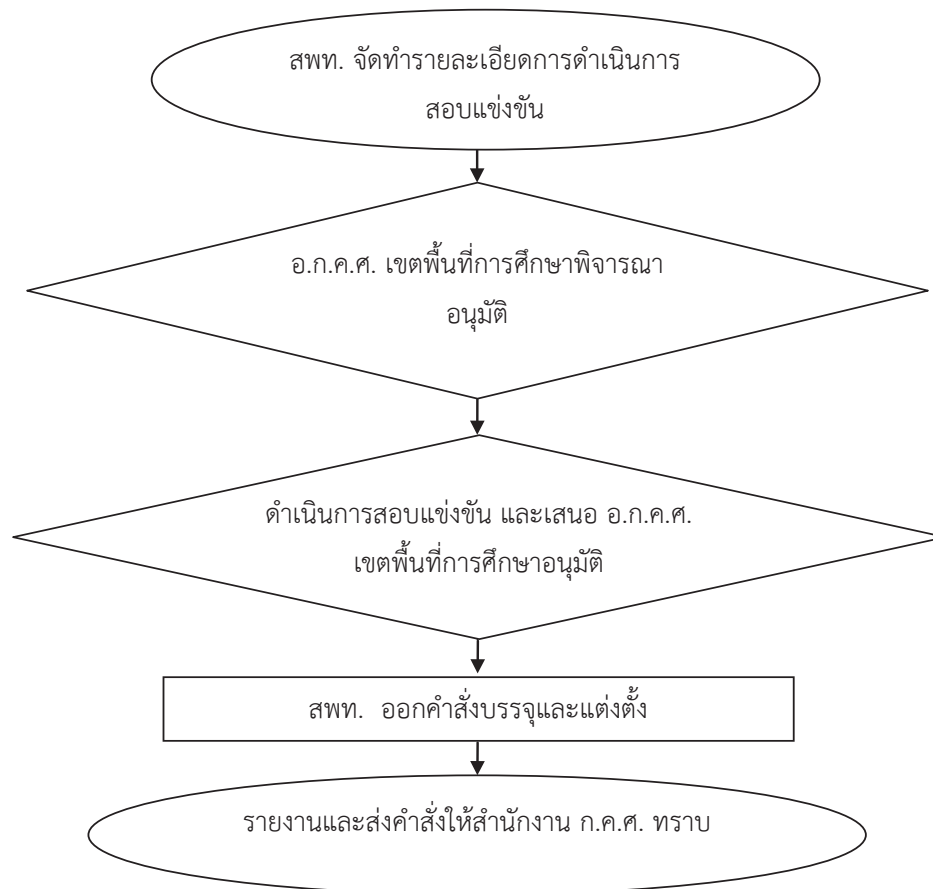 สพท. จัดทำรายละเอียดการดำเนินการ
สอบแข่งขัน
อ.ก.ค.ศ. เขตพื้นที่การศึกษาพิจารณา
อนุมัติ
ดำเนินการสอบแข่งขัน และเสนอ อ.ก.ค.ศ.
เขตพื้นที่การศึกษาอนุมัติ
สพท. ออกคำสั่งบรรจุและแต่งตั้ง
รายงานและส่งคำสั่งให้สำนักงาน ก.ค.ศ. ทราบ